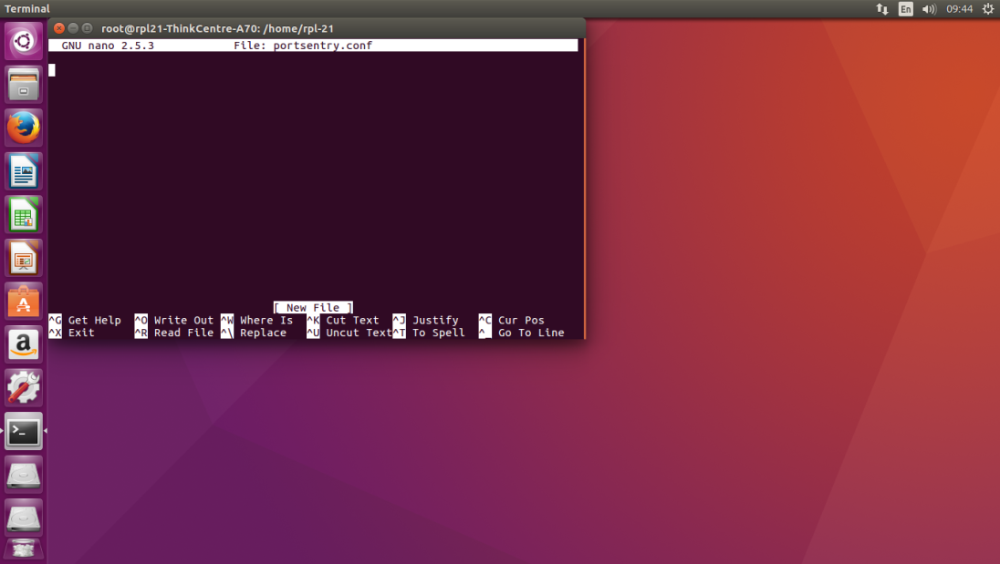 Terminal
En
09:44
root@rpl21-ThinkCentre-A70: /home/rpl-21
GNU nano 2.5.3 File: portsentry.conf
[ New File ]
^G Get Help ^O Write Out ^W Where Is ^K Cut Text ^J Justify ^C Cur Pos
^X Exit ^R Read File ^\ Replace ^U Uncut Text^T To Spell ^_ Go To Line